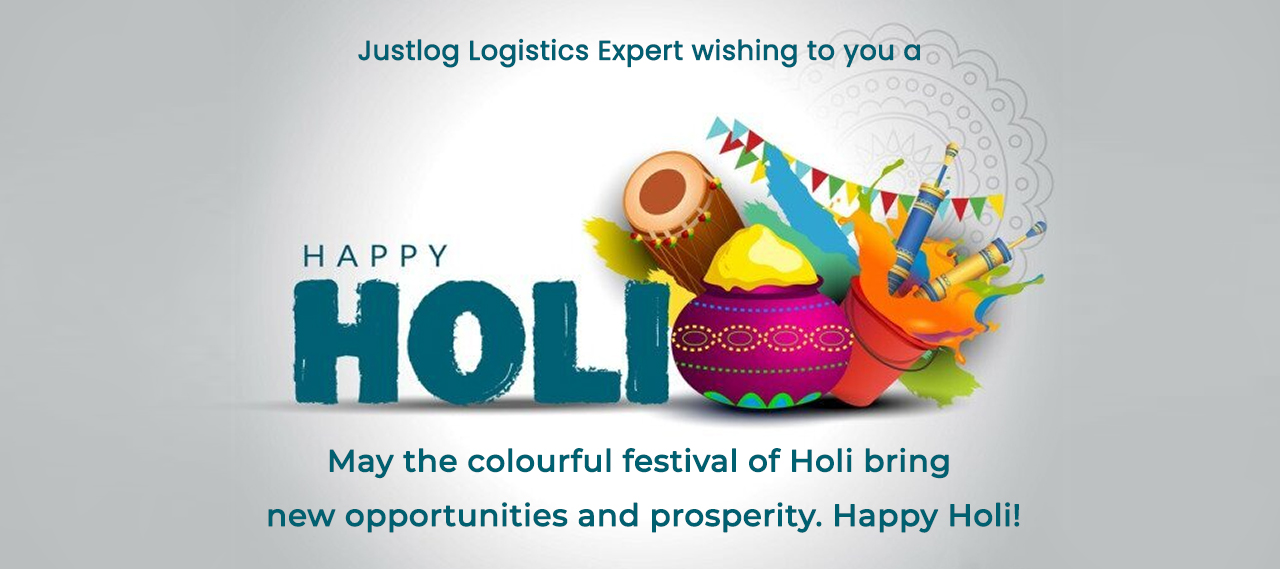 Justlog Logistics Expert wishing to you a
HAPPY
HOLI
May the colourful festival of Holi bring
new opportunities and prosperity. Happy Holi!